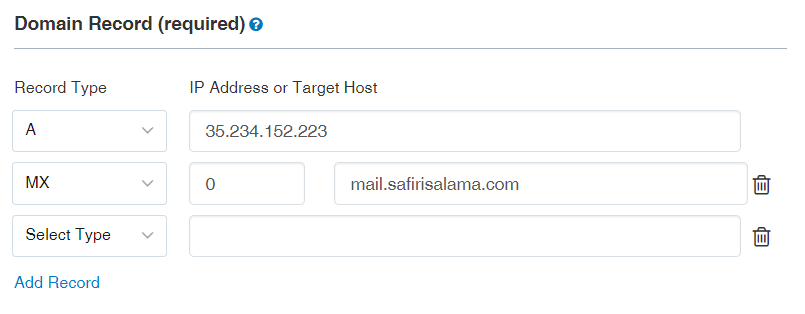 Domain Record (required) ?
Record Type IP Address or Target Host
A 35.234.152.223
MX 0 mail.safirisalama.com
Select Type
Add Record